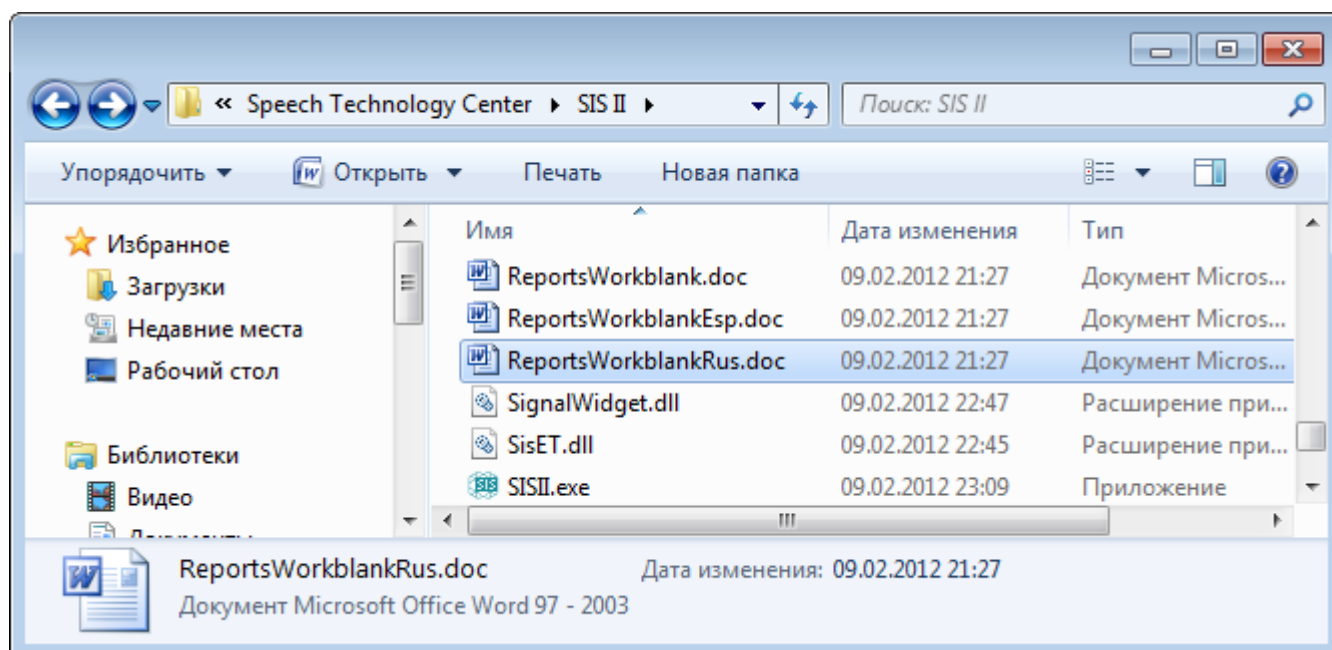 « Speech Technology Center SIS II Поиск: SIS II
Упорядочить Открыть Печать Новая папка
Избранное
Загрузки
Недавние места
Рабочий стол
Библиотеки
Видео
Имя Дата изменения Тип
ReportsWorkblank.doc 09.02.2012 21:27 Документ Micros...
ReportsWorkblankEsp.doc 09.02.2012 21:27 Документ Micros...
ReportsWorkblankRus.doc 09.02.2012 21:27 Документ Micros...
SignalWidget.dll 09.02.2012 22:47 Расширение при...
SisET.dll 09.02.2012 22:45 Расширение при...
SISII.exe 09.02.2012 23:09 Приложение
ReportsWorkblankRus.doc Дата изменения: 09.02.2012 21:27
Документ Microsoft Office Word 97 - 2003